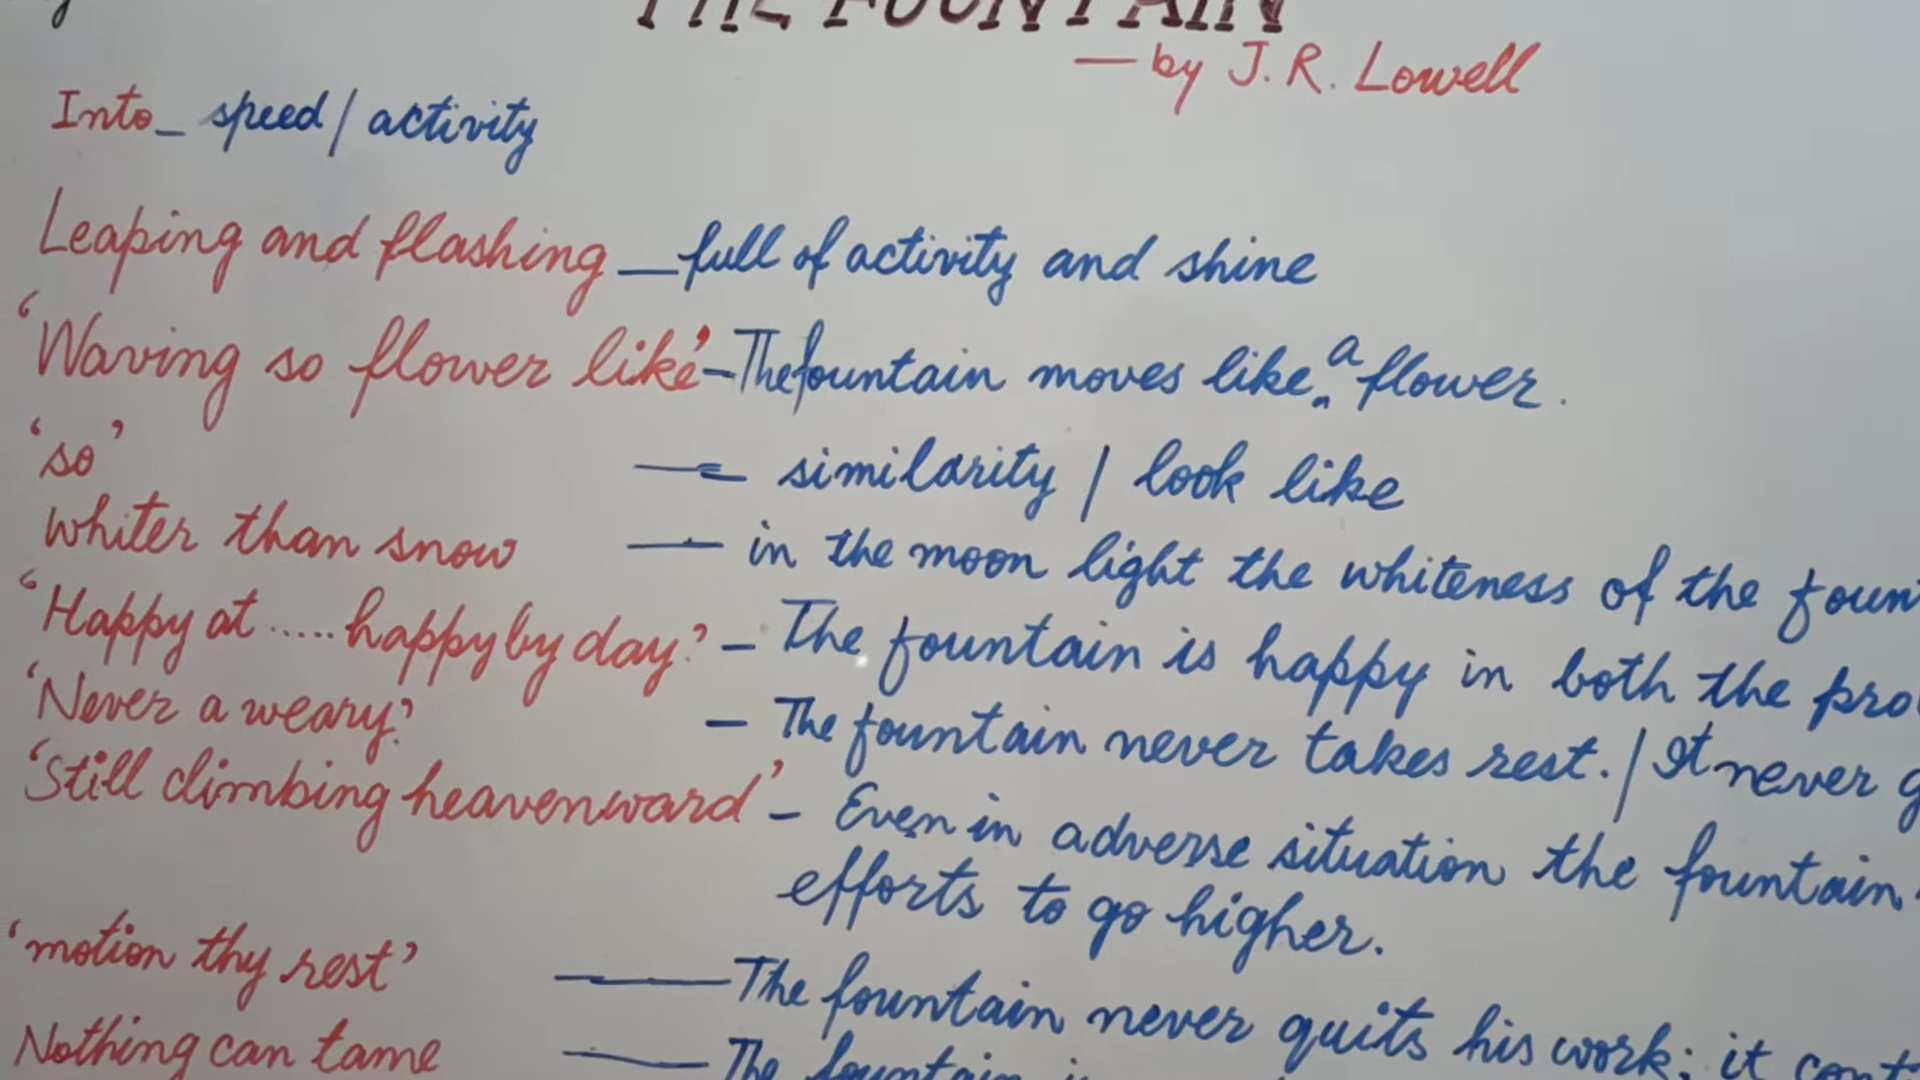 THE FOUNTAIN
— by J.R. Lowell
Into_ speed / activity
Leaping and flashing — full of activity and shine
'Waving so flower like' - The fountain moves like a flower.
'so' — similarity / look like
whiter than snow — in the moon light the whiteness of the
'Happy at ..... happy by day' - The fountain is happy in both the
'Never a weary' - The fountain never takes rest. / It never
'Still climbing heavenward' - Even in adverse situation the fountain
efforts to go higher.
'motion thy rest' — The fountain never quits his work; it
Nothing can tame — The fountain